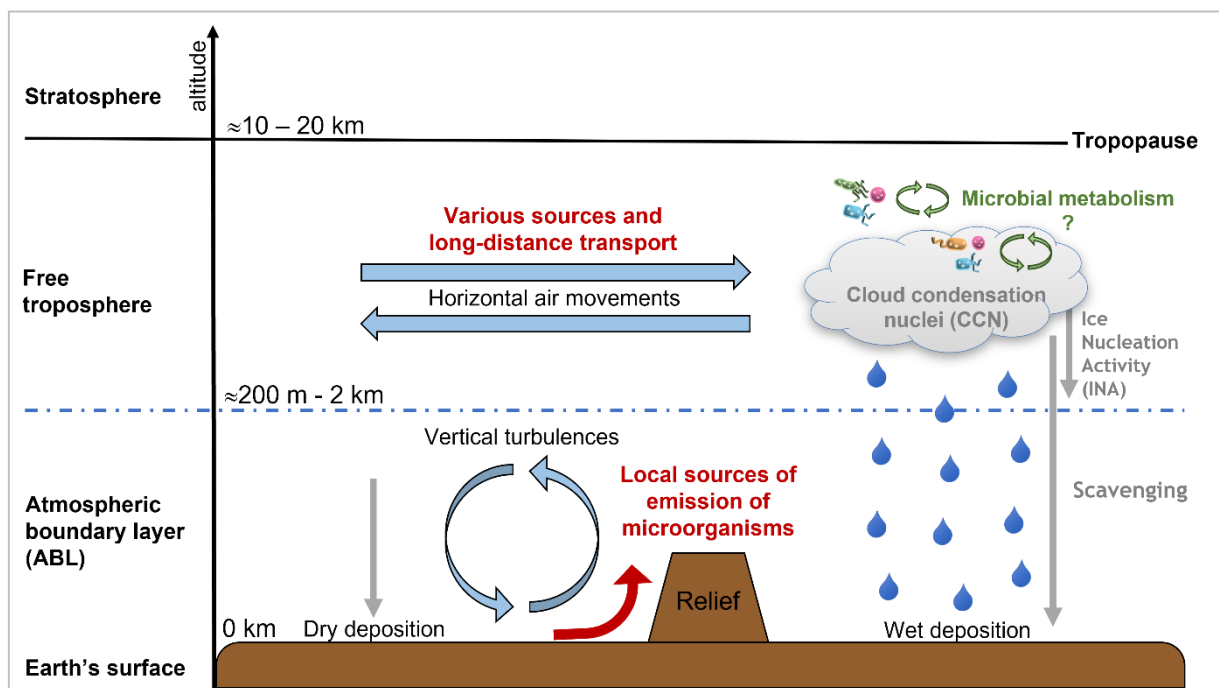 altitude
Stratosphere
≈10 – 20 km
Tropopause
Various sources and
long-distance transport
Microbial metabolism
?
Free
troposphere
Horizontal air movements
Cloud condensation
nuclei (CCN)
Ice
Nucleation
Activity
(INA)
≈200 m - 2 km
Vertical turbulences
Local sources of
emission of
microorganisms
Scavenging
Atmospheric
boundary layer
(ABL)
Relief
0 km
Dry deposition
Wet deposition
Earth’s surface